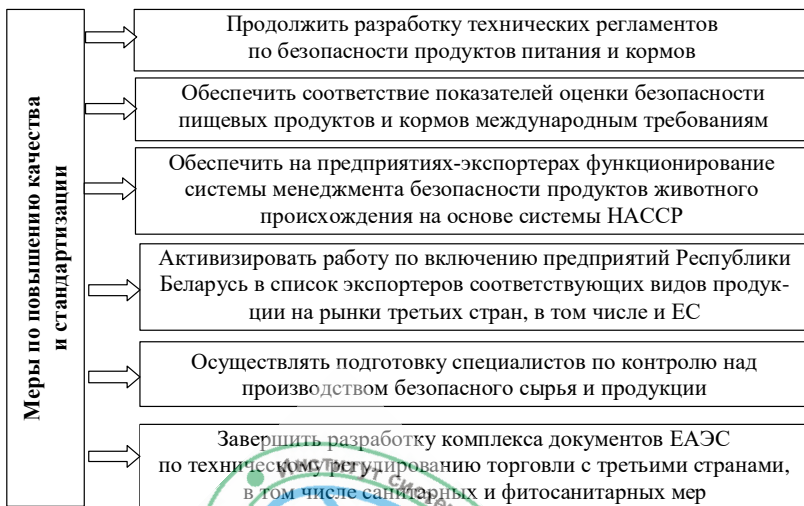 Меры по повышению качества
и стандартизации
Продолжить разработку технических регламентов
по безопасности продуктов питания и кормов
Обеспечить соответствие показателей оценки безопасности
пищевых продуктов и кормов международным требованиям
Обеспечить на предприятиях-экспортерах функционирование
системы менеджмента безопасности продуктов животного
происхождения на основе системы НАССР
Активизировать работу по включению предприятий Республики
Беларусь в список экспортеров соответствующих видов продук-
ции на рынки третьих стран, в том числе и ЕС
Осуществлять подготовку специалистов по контролю над
производством безопасного сырья и продукции
Завершить разработку комплекса документов ЕАЭС
по техническому регулированию торговли с третьими странами,
в том числе санитарных и фитосанитарных мер
Институт